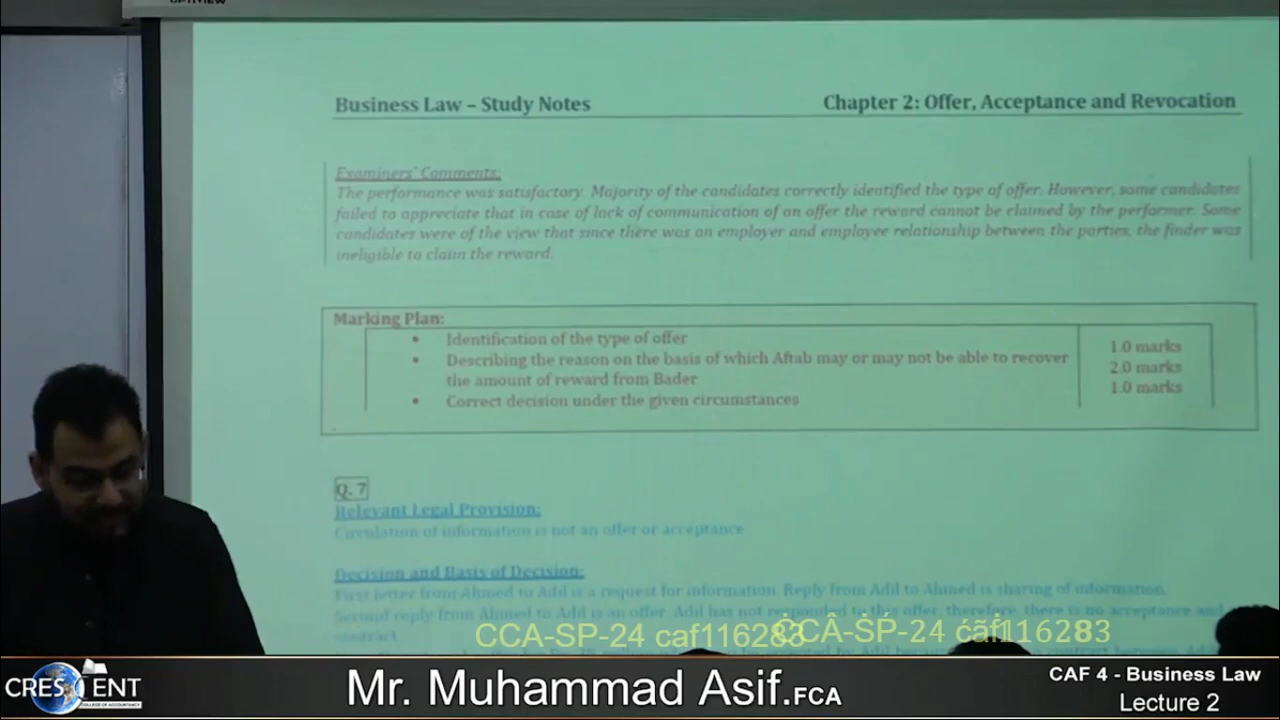 OPTIVIEW
Business Law – Study Notes
Chapter 2: Offer, Acceptance and Revocation
Examiners' Comments:
The performance was satisfactory. Majority of the candidates correctly identified the type of offer. However, some candidates
failed to appreciate that in case of lack of communication of an offer the reward cannot be claimed by the performer. Some
candidates were of the view that since there was an employer and employee relationship between the parties, the finder was
ineligible to claim the reward.
Marking Plan:
• Identification of the type of offer 1.0 marks
• Describing the reason on the basis of which Aftab may or may not be able to recover 2.0 marks
the amount of reward from Bader
• Correct decision under the given circumstances 1.0 marks
Q. 7
Relevant Legal Provision:
Circulation of information is not an offer or acceptance
Decision and Basis of Decision:
First letter from Ahmed to Adil is a request for information. Reply from Adil to Ahmed is sharing of information.
Second reply from Ahmed to Adil is an offer. Adil has not responded to this offer, therefore, there is no acceptance and
contract.
CCA-SP-24 caf116283
CRESCENT
COLLEGE OF ACCOUNTANCY
Mr. Muhammad Asif.FCA
CAF 4 - Business Law
Lecture 2